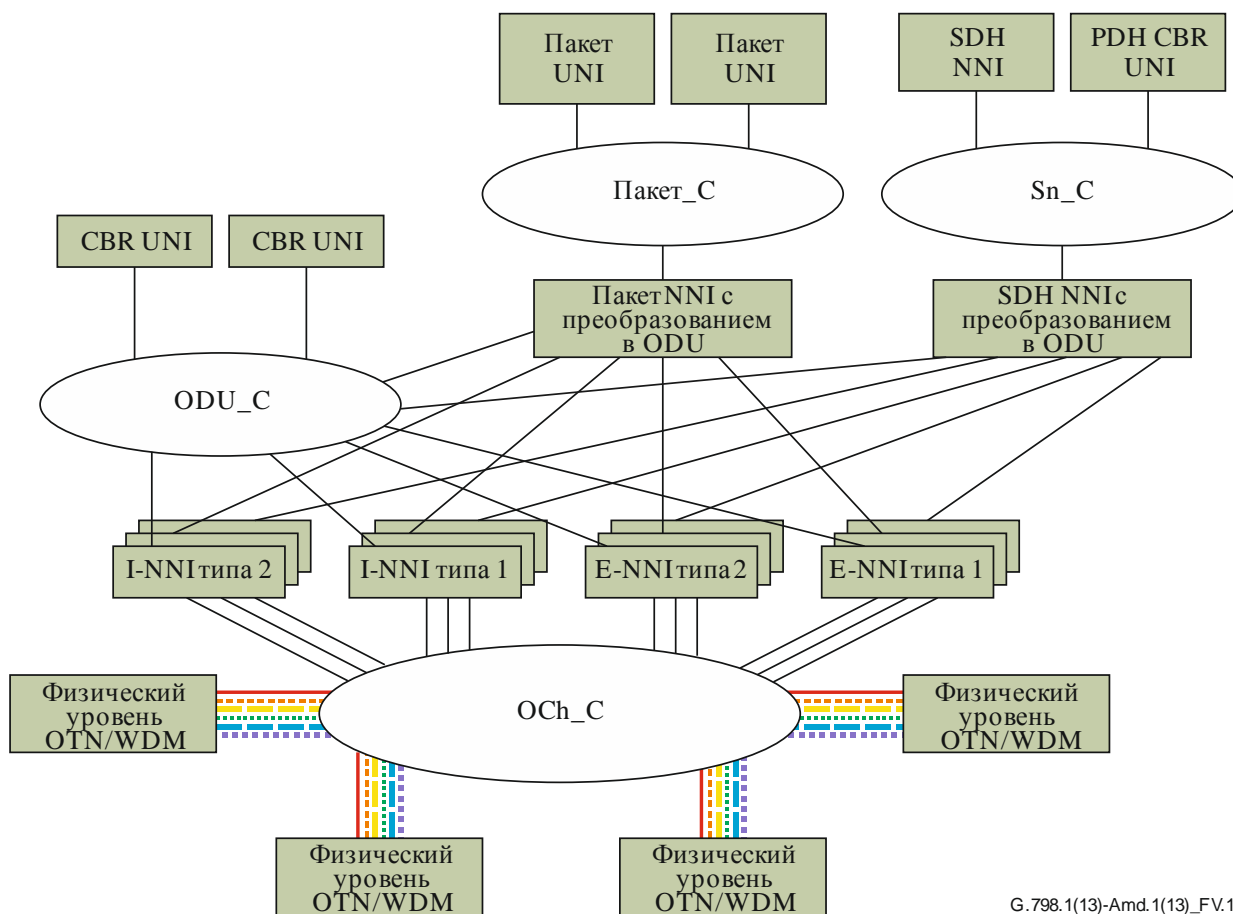 Пакет
UNI
Пакет
UNI
SDH
NNI
PDH CBR
UNI
Пакет_C
Sn_C
CBR UNI
CBR UNI
Пакет NNI с
преобразованием
в ODU
SDH NNI с
преобразованием
в ODU
ODU_C
I-NNI типа 2
I-NNI типа 1
E-NNI типа 2
E-NNI типа 1
Физический
уровень
OTN/WDM
OCh_C
Физический
уровень
OTN/WDM
Физический
уровень
OTN/WDM
Физический
уровень
OTN/WDM
G.798.1(13)-Amd.1(13)_FV.1